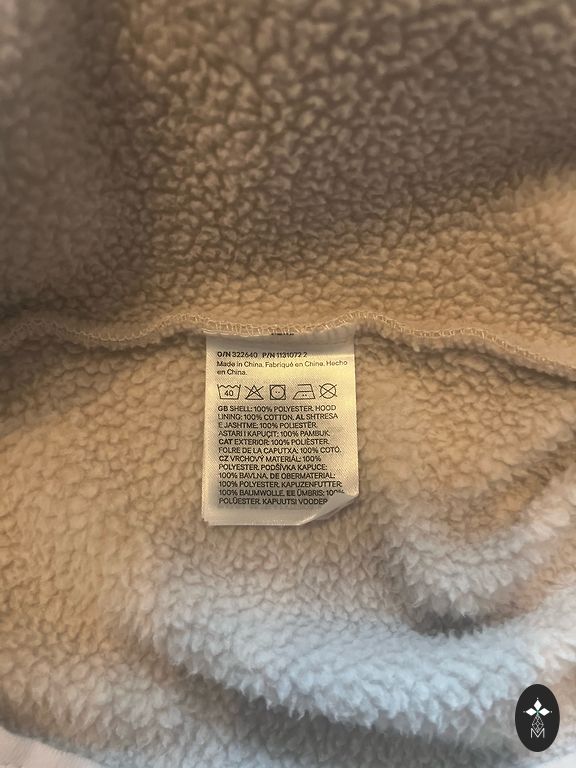 O/N 322640 P/N 1131072 2
Made in China. Fabriqué en Chine. Hecho
en China.
40
GB SHELL: 100% POLYESTER. HOOD
LINING: 100% COTTON. AL SHTRESA
E JASHTME: 100% POLIESTËR.
ASTARI I KAPUÇIT: 100% PAMBUK.
CAT EXTERIOR: 100% POLIÈSTER.
FOLRE DE LA CAPUTXA: 100% COTÓ.
CZ VRCHOVÝ MATERIÁL: 100%
POLYESTER. PODŠÍVKA KAPUCE:
100% BAVLNA. DE OBERMATERIAL:
100% POLYESTER. KAPUZENFUTTER:
100% BAUMWOLLE. EE ÜMBRIS: 100%
POLÜESTER. KAPUUTSI VOODER
M